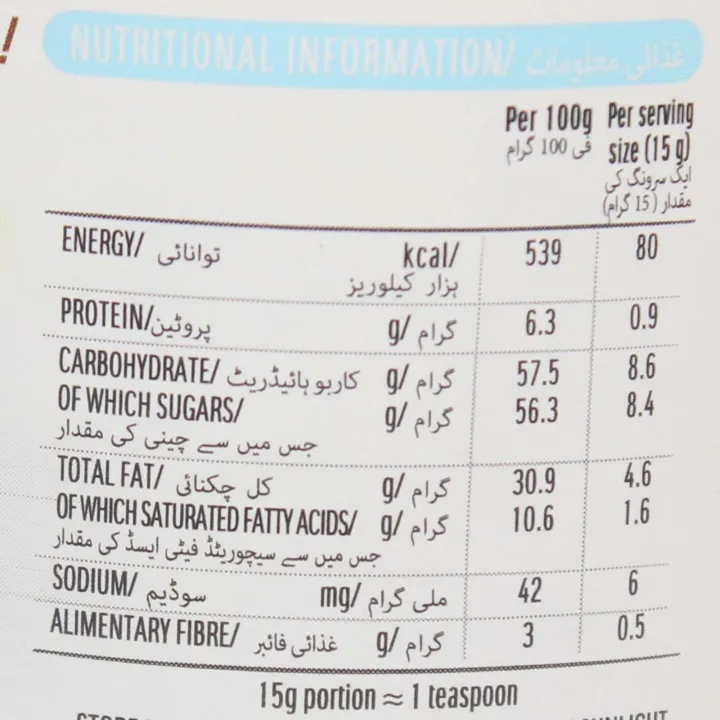 NUTRITIONAL INFORMATION/ غذائی معلومات
Per 100g Per serving
فی 100 گرام size (15 g)
ایک سرونگ کی
مقدار (15 گرام)
ENERGY/ توانائی kcal/ 539 80
ہزار کیلوریز
PROTEIN/پروٹین g/ گرام 6.3 0.9
CARBOHYDRATE/ کاربوہائیڈریٹ g/ گرام 57.5 8.6
OF WHICH SUGARS/ g/ گرام 56.3 8.4
جس میں سے چینی کی مقدار
TOTAL FAT/ کل چکنائی g/ گرام 30.9 4.6
OF WHICH SATURATED FATTY ACIDS/ g/ گرام 10.6 1.6
جس میں سے سیچوریٹڈ فیٹی ایسڈ کی مقدار
SODIUM/ سوڈیم mg/ ملی گرام 42 6
ALIMENTARY FIBRE/ غذائی فائبر g/ گرام 3 0.5
15g portion ≈ 1 teaspoon